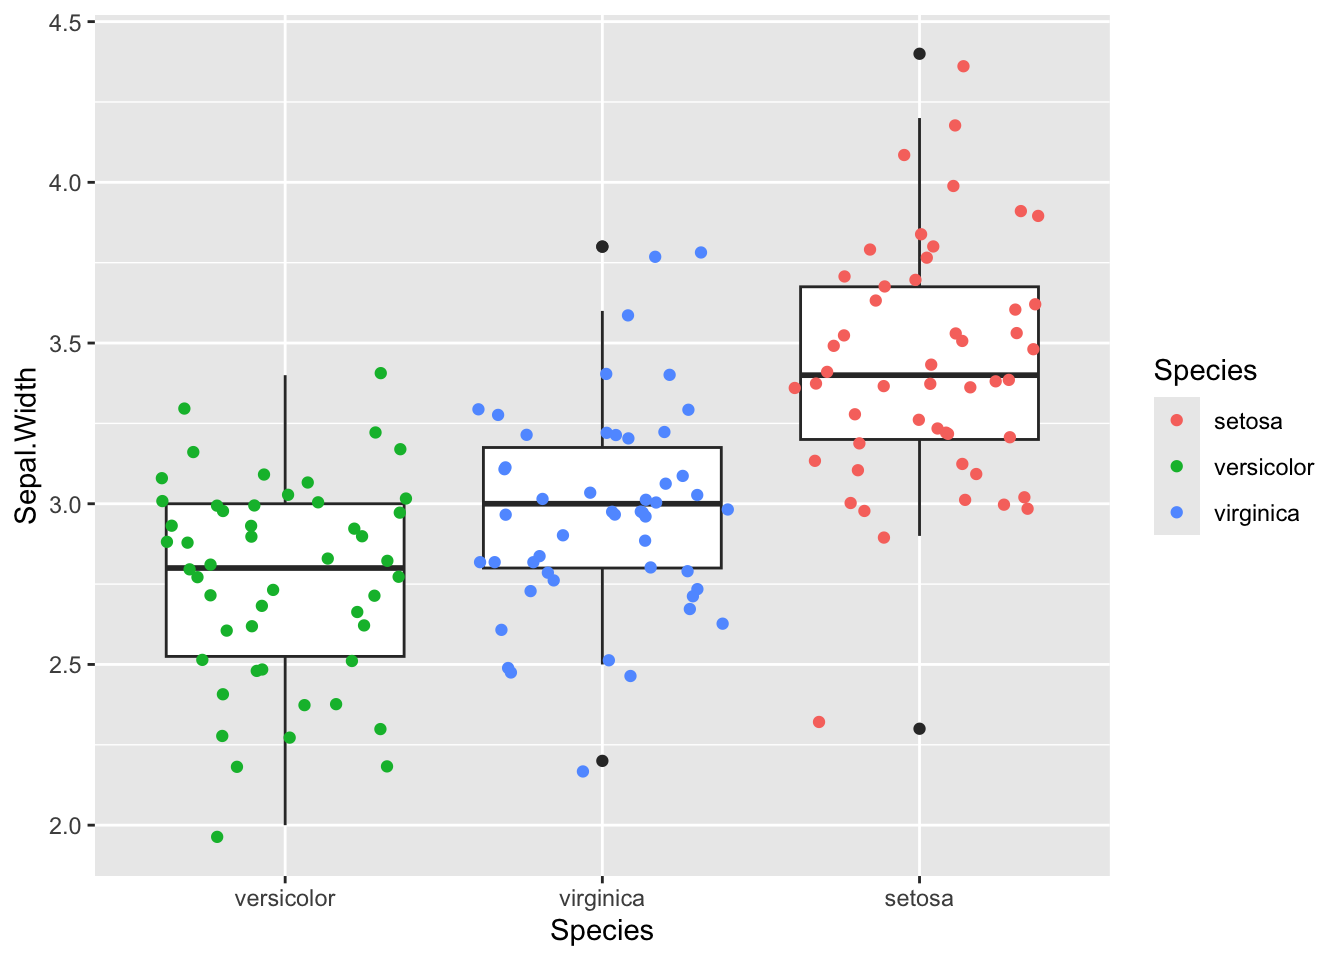 4.5
4.0
3.5
3.0
2.5
2.0
Sepal.Width
versicolor virginica setosa
Species
Species
setosa
versicolor
virginica